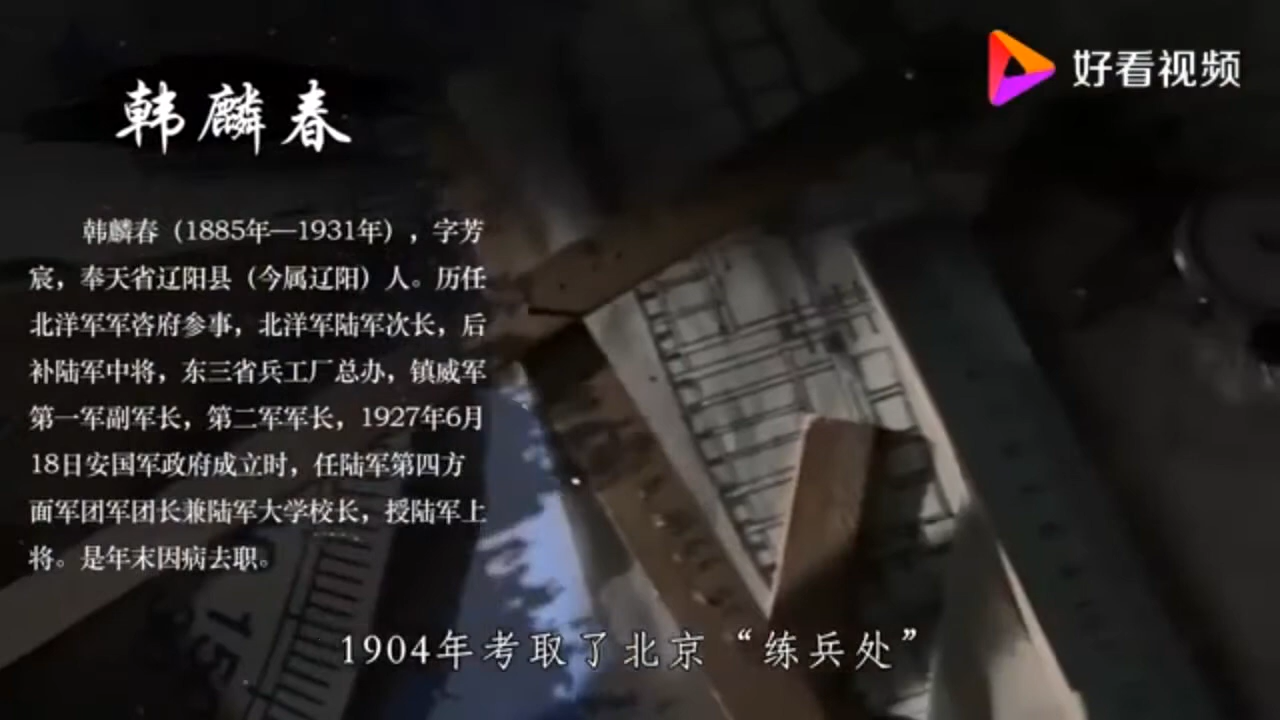 好看视频
韩麟春
韩麟春（1885年—1931年），字芳
宸，奉天省辽阳县（今属辽阳）人。历任
北洋军军咨府参事，北洋军陆军次长，后
补陆军中将，东三省兵工厂总办，镇威军
第一军副军长，第二军军长，1927年6月
18日安国军政府成立时，任陆军第四方
面军团军团长兼陆军大学校长，授陆军上
将。是年末因病去职。
15
1904年考取了北京“练兵处”